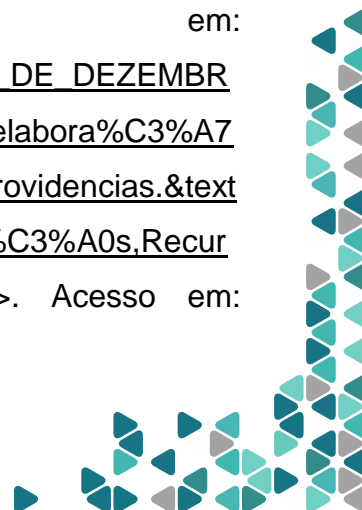 em:
_DE_DEZEMBR
elabora%C3%A7
rovidencias.&text
%C3%A0s,Recur
>. Acesso em: